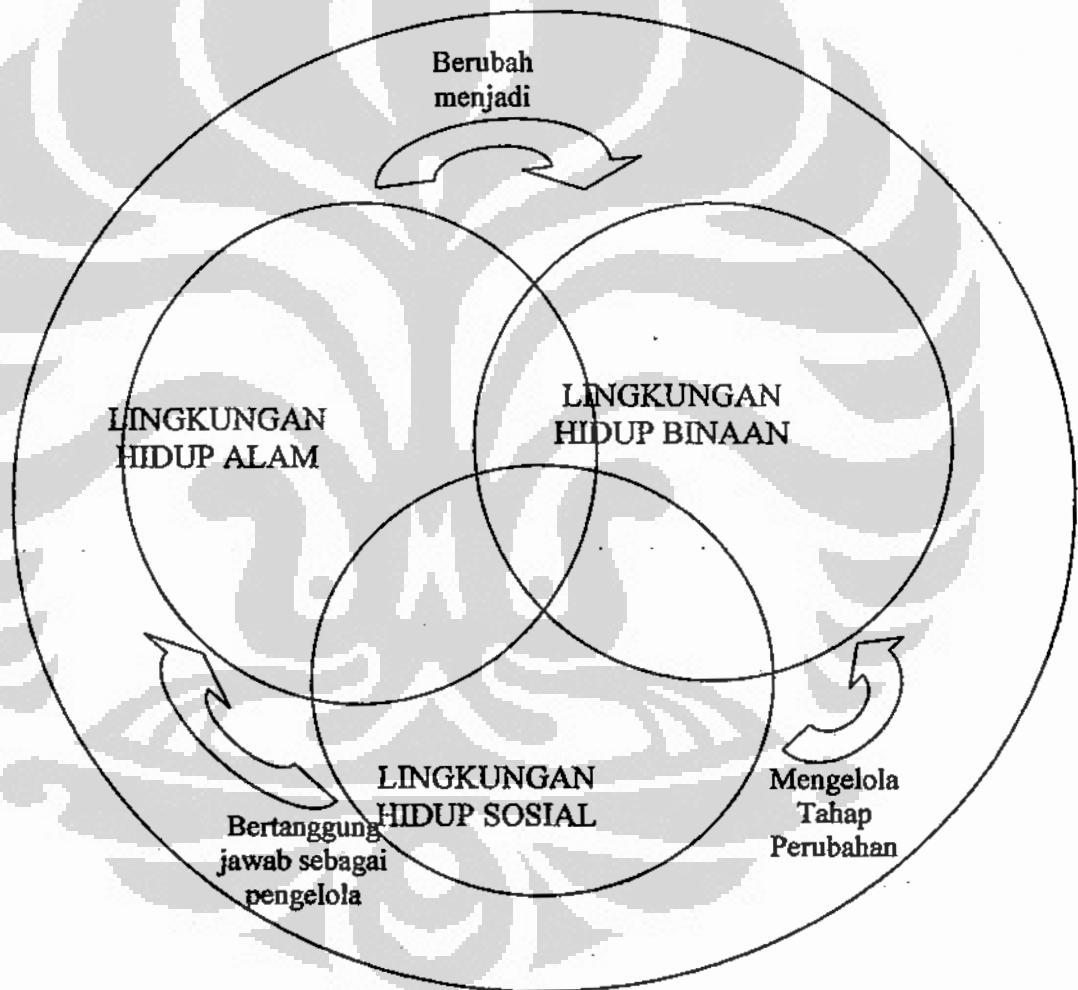 Berubah
menjadi
LINGKUNGAN
HIDUP ALAM
LINGKUNGAN
HIDUP BINAAN
LINGKUNGAN
HIDUP SOSIAL
Bertanggung
jawab sebagai
pengelola
Mengelola
Tahap
Perubahan